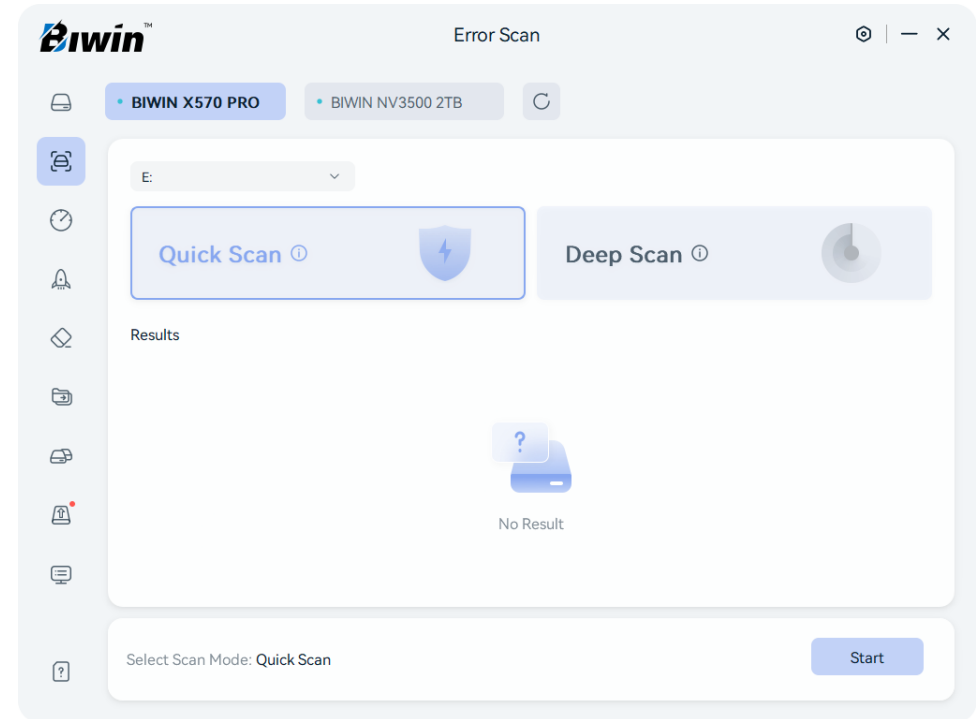 Biwin™
Error Scan
BIWIN X570 PRO
BIWIN NV3500 2TB
E:
Quick Scan
Deep Scan
Results
?
No Result
Select Scan Mode: Quick Scan
Start
?